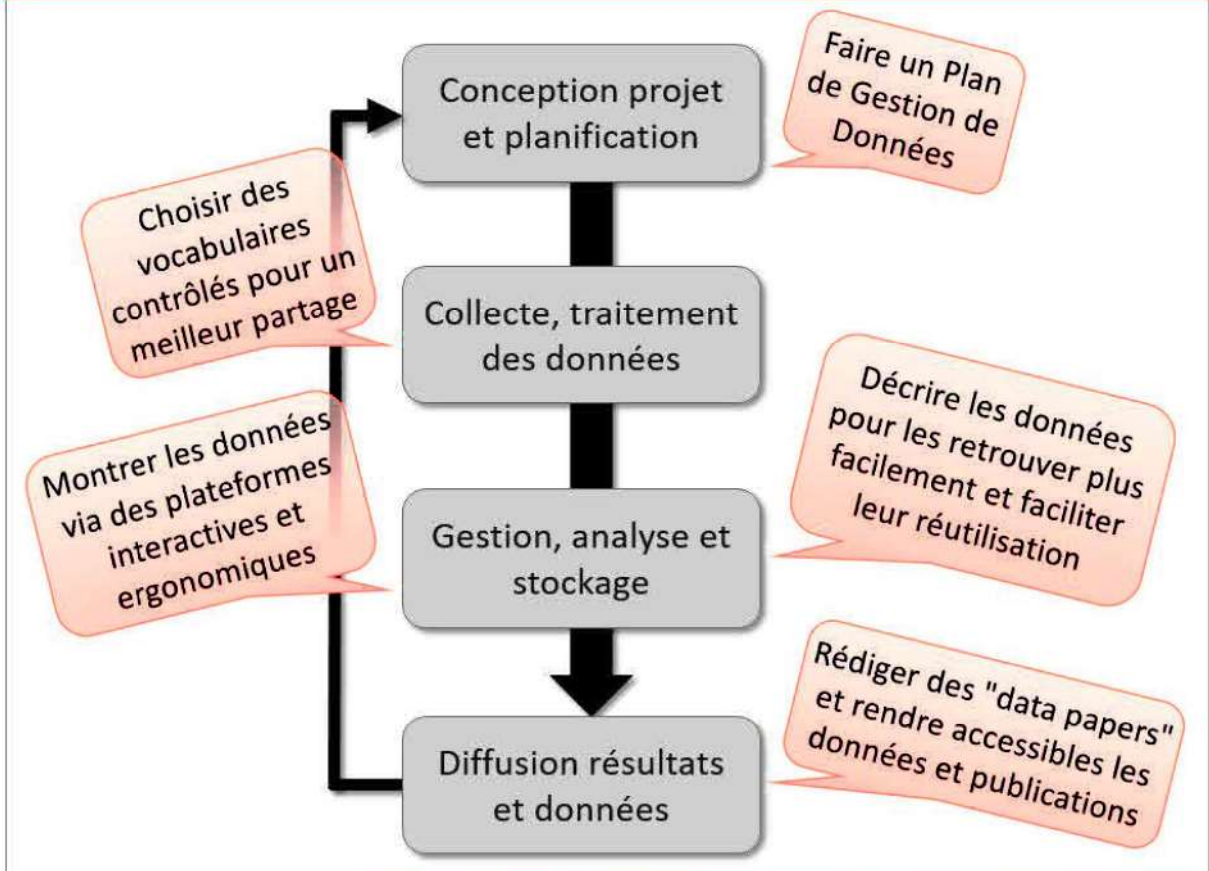 Conception projet
et planification
Faire un Plan
de Gestion de
Données
Choisir des
vocabulaires
contrôlés pour un
meilleur partage
Collecte, traitement
des données
Montrer les données
via des plateformes
interactives et
ergonomiques
Gestion, analyse et
stockage
Décrire les données
pour les retrouver plus
facilement et faciliter
leur réutilisation
Diffusion résultats
et données
Rédiger des "data papers"
et rendre accessibles les
données et publications